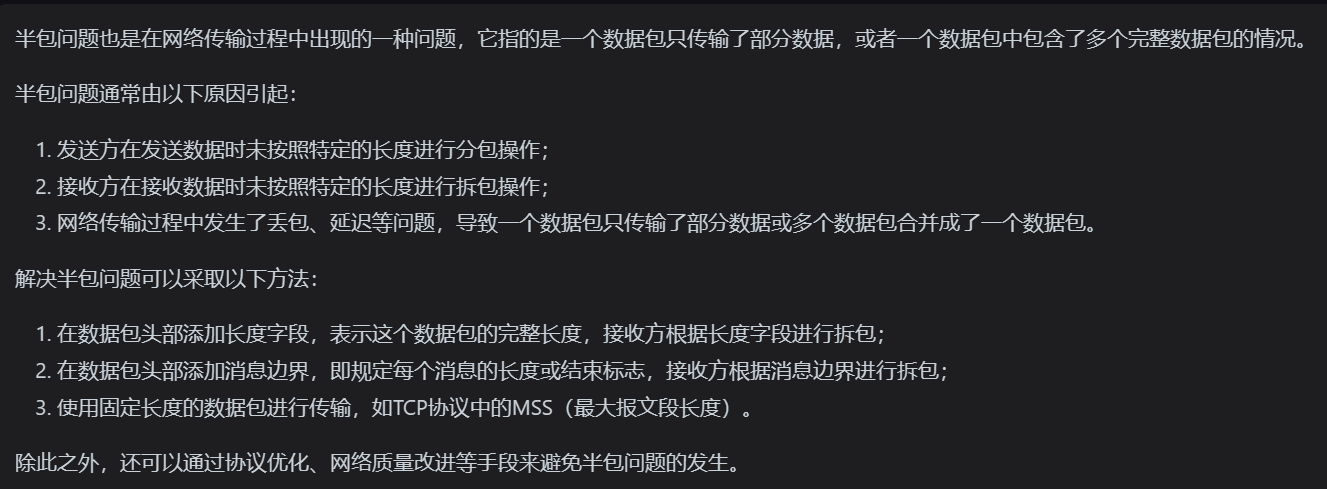 半包问题也是在网络传输过程中出现的一种问题，它指的是一个数据包只传输了部分数据，或者一个数据包中包含了多个完整数据包的情况。
半包问题通常由以下原因引起：
1. 发送方在发送数据时未按照特定的长度进行分包操作；
2. 接收方在接收数据时未按照特定的长度进行拆包操作；
3. 网络传输过程中发生了丢包、延迟等问题，导致一个数据包只传输了部分数据或多个数据包合并成了一个数据包。
解决半包问题可以采取以下方法：
1. 在数据包头部添加长度字段，表示这个数据包的完整长度，接收方根据长度字段进行拆包；
2. 在数据包头部添加消息边界，即规定每个消息的长度或结束标志，接收方根据消息边界进行拆包；
3. 使用固定长度的数据包进行传输，如TCP协议中的MSS（最大报文段长度）。
除此之外，还可以通过协议优化、网络质量改进等手段来避免半包问题的发生。